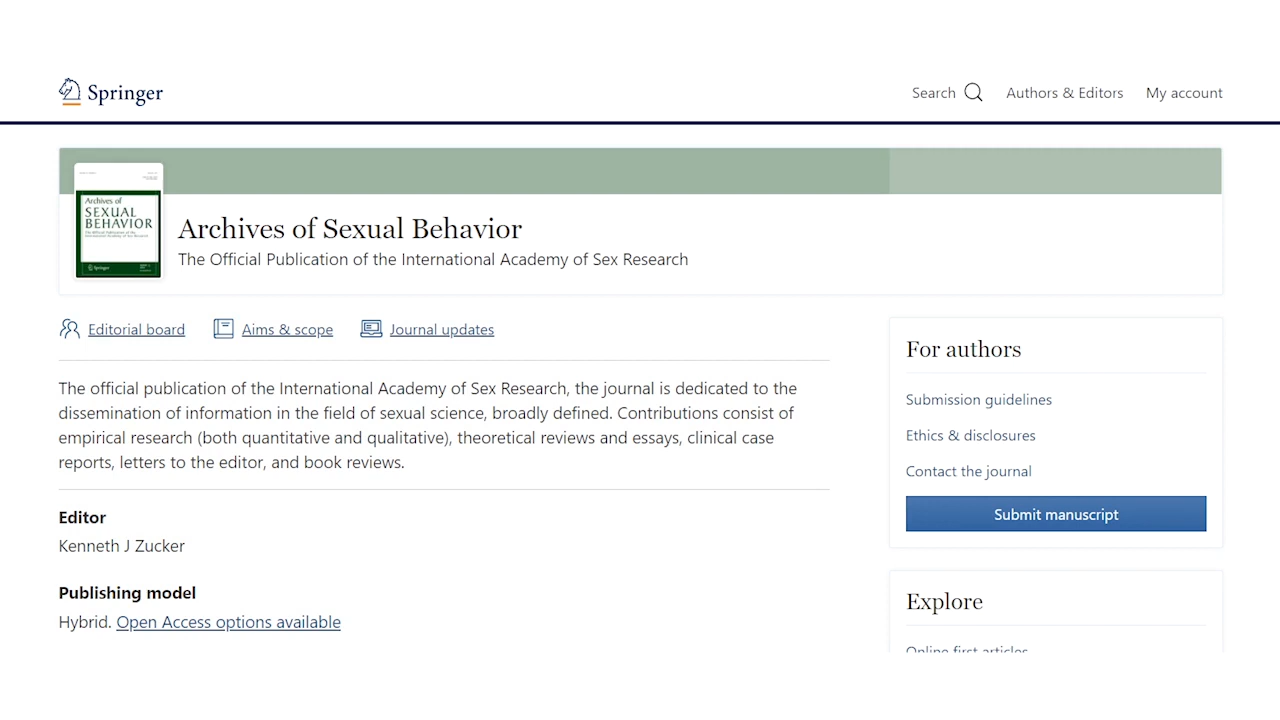 Springer
Search
Authors & Editors
My account
Archives of
SEXUAL
BEHAVIOR
Springer
Archives of Sexual Behavior
The Official Publication of the International Academy of Sex Research
Editorial board
Aims & scope
Journal updates
The official publication of the International Academy of Sex Research, the journal is dedicated to the
dissemination of information in the field of sexual science, broadly defined. Contributions consist of
empirical research (both quantitative and qualitative), theoretical reviews and essays, clinical case
reports, letters to the editor, and book reviews.
Editor
Kenneth J Zucker
Publishing model
Hybrid. Open Access options available
For authors
Submission guidelines
Ethics & disclosures
Contact the journal
Submit manuscript
Explore
Online first articles